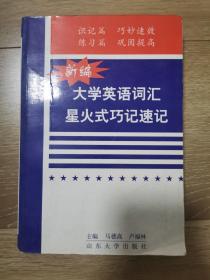 识记篇 巧妙速效
练习篇 巩固提高
新编
大学英语词汇
星火式巧记速记
主编 马德高 卢福林
山东大学出版社